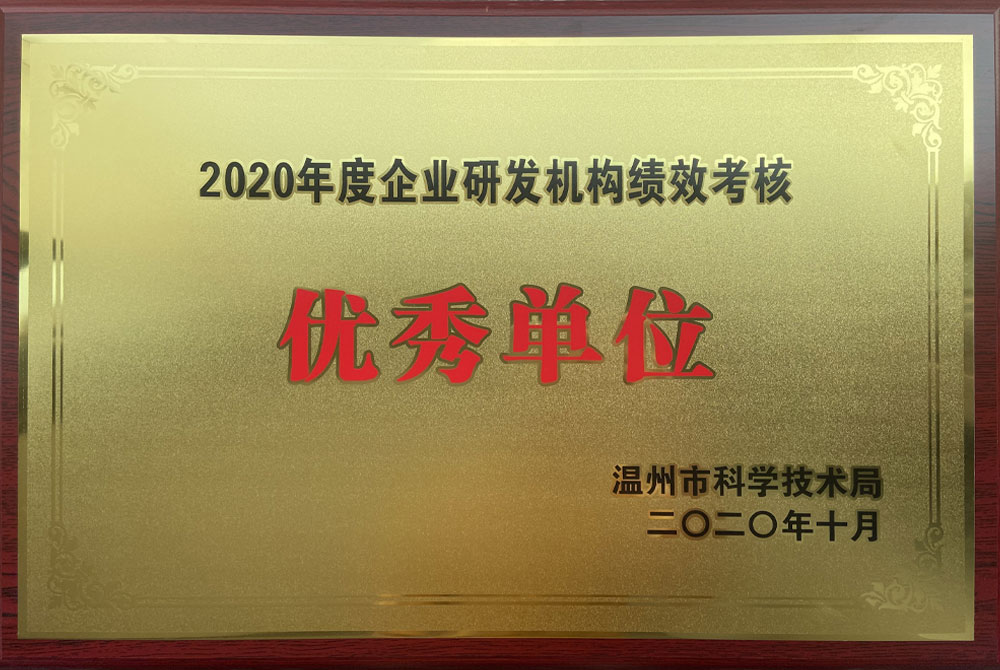 2020年度企业研发机构绩效考核
优秀单位
温州市科学技术局
二〇二〇年十月